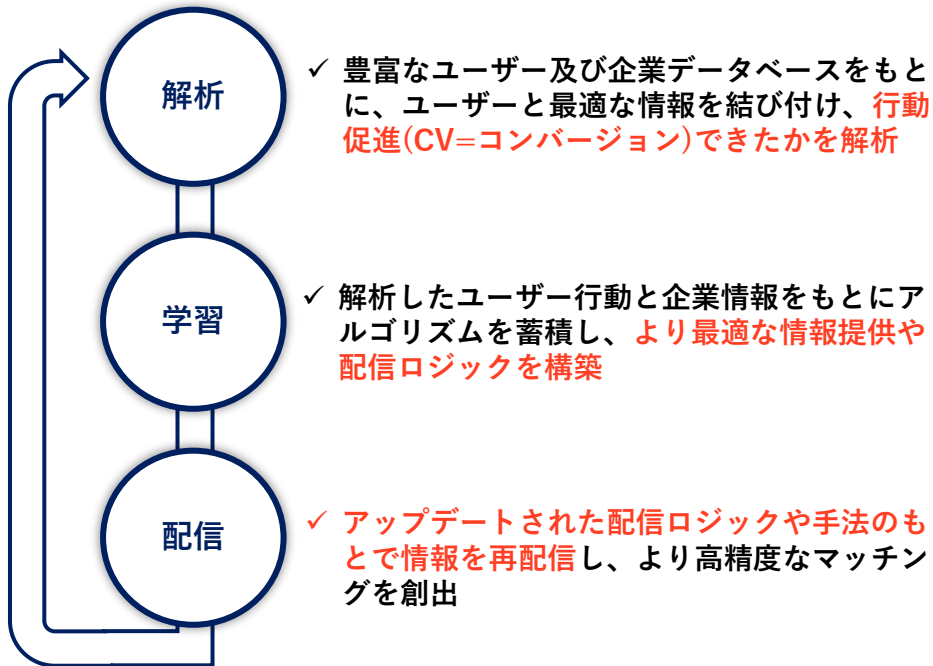 解析
✓ 豊富なユーザー及び企業データベースをもと
に、ユーザーと最適な情報を結び付け、行動
促進(CV=コンバージョン)できたかを解析
学習
✓ 解析したユーザー行動と企業情報をもとにア
ルゴリズムを蓄積し、より最適な情報提供や
配信ロジックを構築
配信
✓ アップデートされた配信ロジックや手法のも
とで情報を再配信し、より高精度なマッチン
グを創出